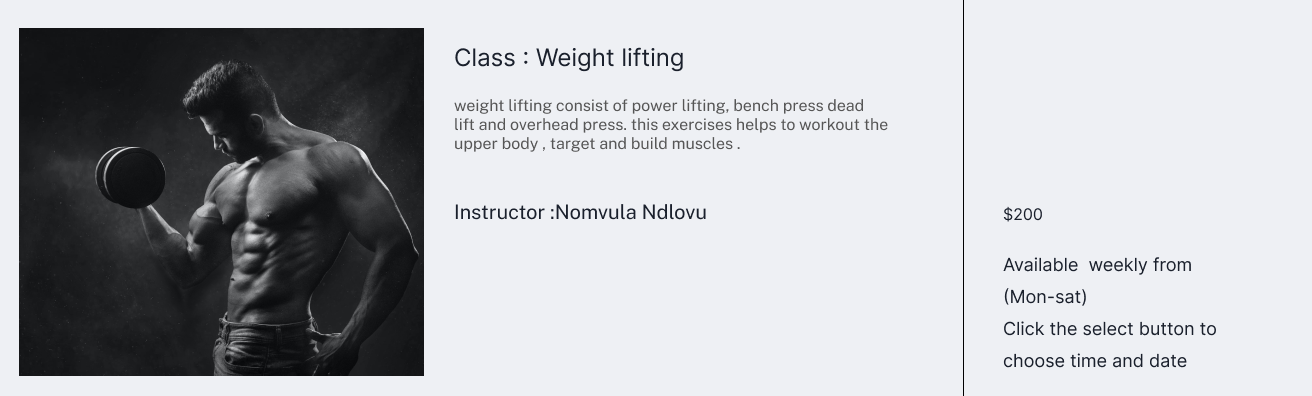 Class : Weight lifting
weight lifting consist of power lifting, bench press dead
lift and overhead press. this exercises helps to workout the
upper body , target and build muscles .
Instructor :Nomvula Ndlovu
$200
Available  weekly from
(Mon-sat)
Click the select button to
choose time and date